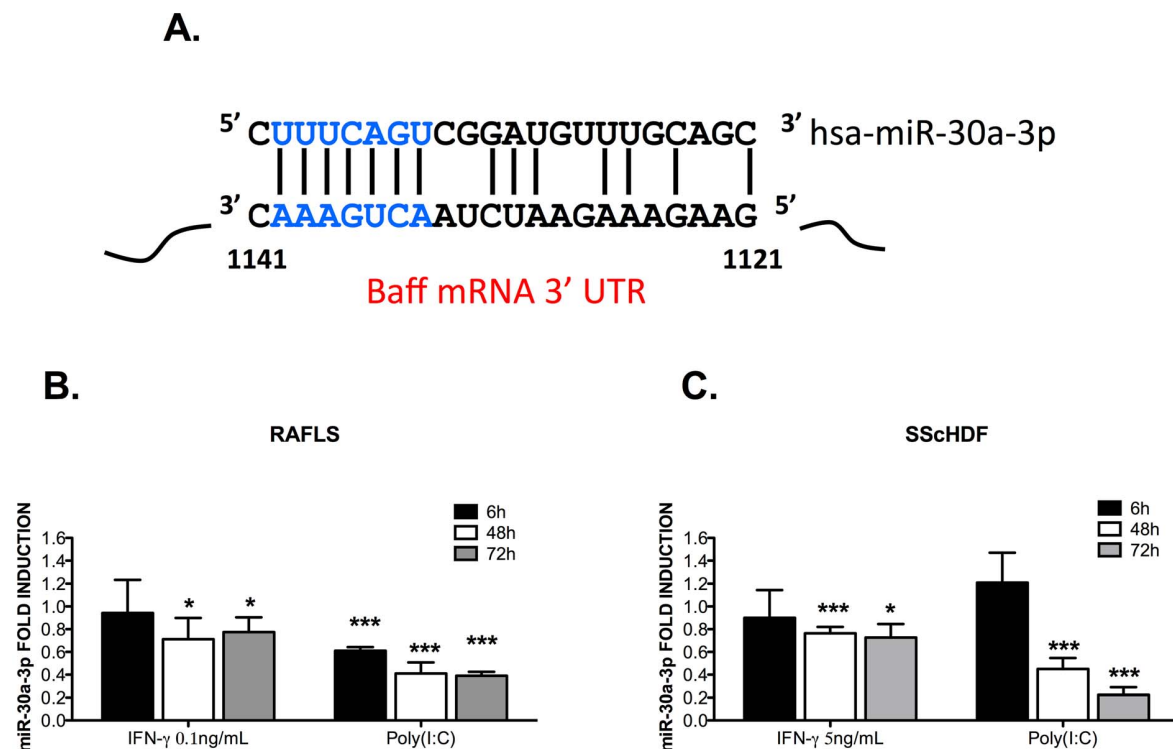 A.
5’ CUUUCAGUCGGAUGUUUGCAGC 3’ hsa-miR-30a-3p
3’ CAAAGUCAAUCUAAGAAAGAAG 5’
1141 1121
Baff mRNA 3’ UTR
B.
RAFLS
miR-30a-3p FOLD INDUCTION
6h
48h
72h
1.6
1.4
1.2
1.0
0.8
0.6
0.4
0.2
0.0
* * *** *** ***
IFN-γ 0.1ng/mL Poly(I:C)
C.
SScHDF
miR-30a-3p FOLD INDUCTION
6h
48h
72h
1.6
1.4
1.2
1.0
0.8
0.6
0.4
0.2
0.0
*** * *** ***
IFN-γ 5ng/mL Poly(I:C)